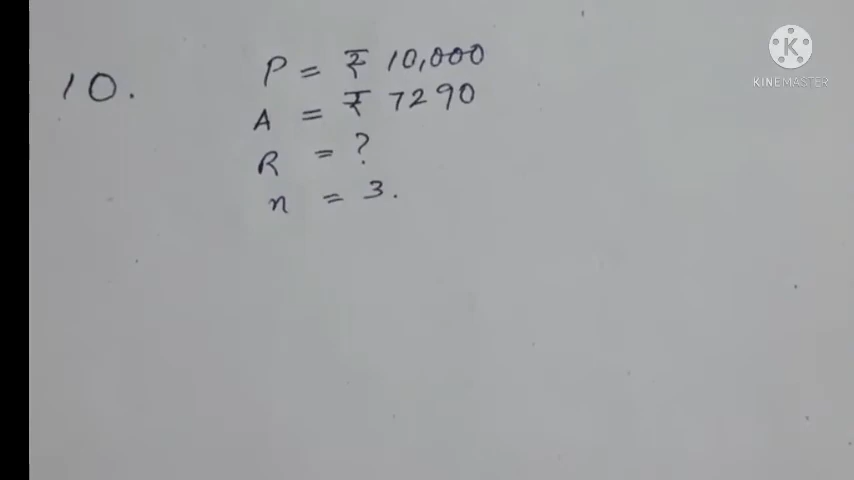 10.
P = ₹ 10,000
A = ₹ 7290
R = ?
n = 3.
KINEMASTER